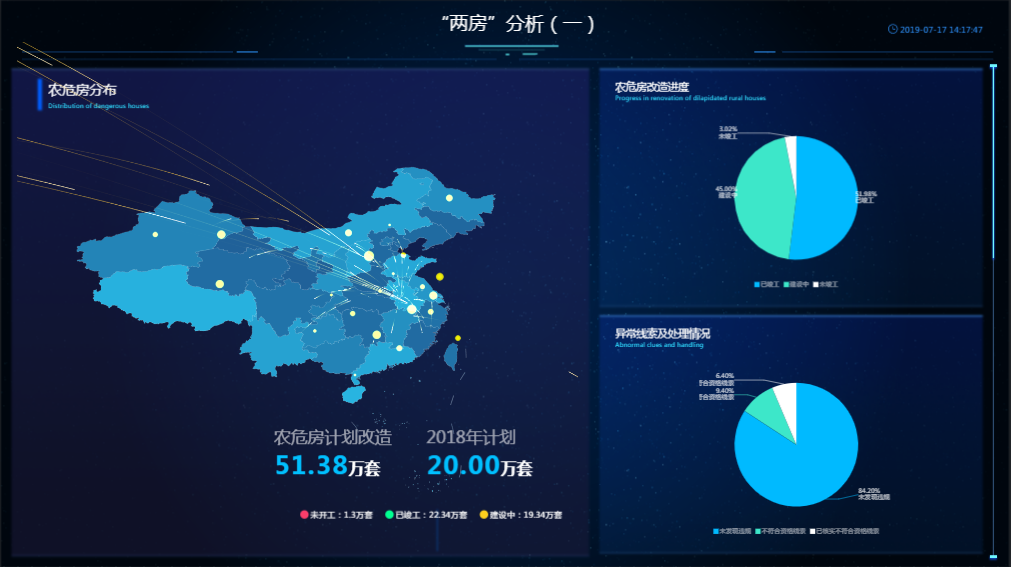 “两房”分析（一）
2019-07-17 14:17:47
农危房分布
Distribution of dangerous houses
农危房计划改造
51.38万套
2018年计划
20.00万套
未开工：1.3万套
已竣工：22.34万套
建设中：19.34万套
农危房改造进度
Progress in renovation of dilapidated rural houses
3.02%
未竣工
45.00%
建设中
51.98%
已竣工
已竣工
建设中
未竣工
异常线索及处理情况
Abnormal clues and handling
6.40%
符合资格线索
9.40%
符合资格线索
84.20%
未发现违规
未发现违规
不符合资格线索
已核实不符合资格线索